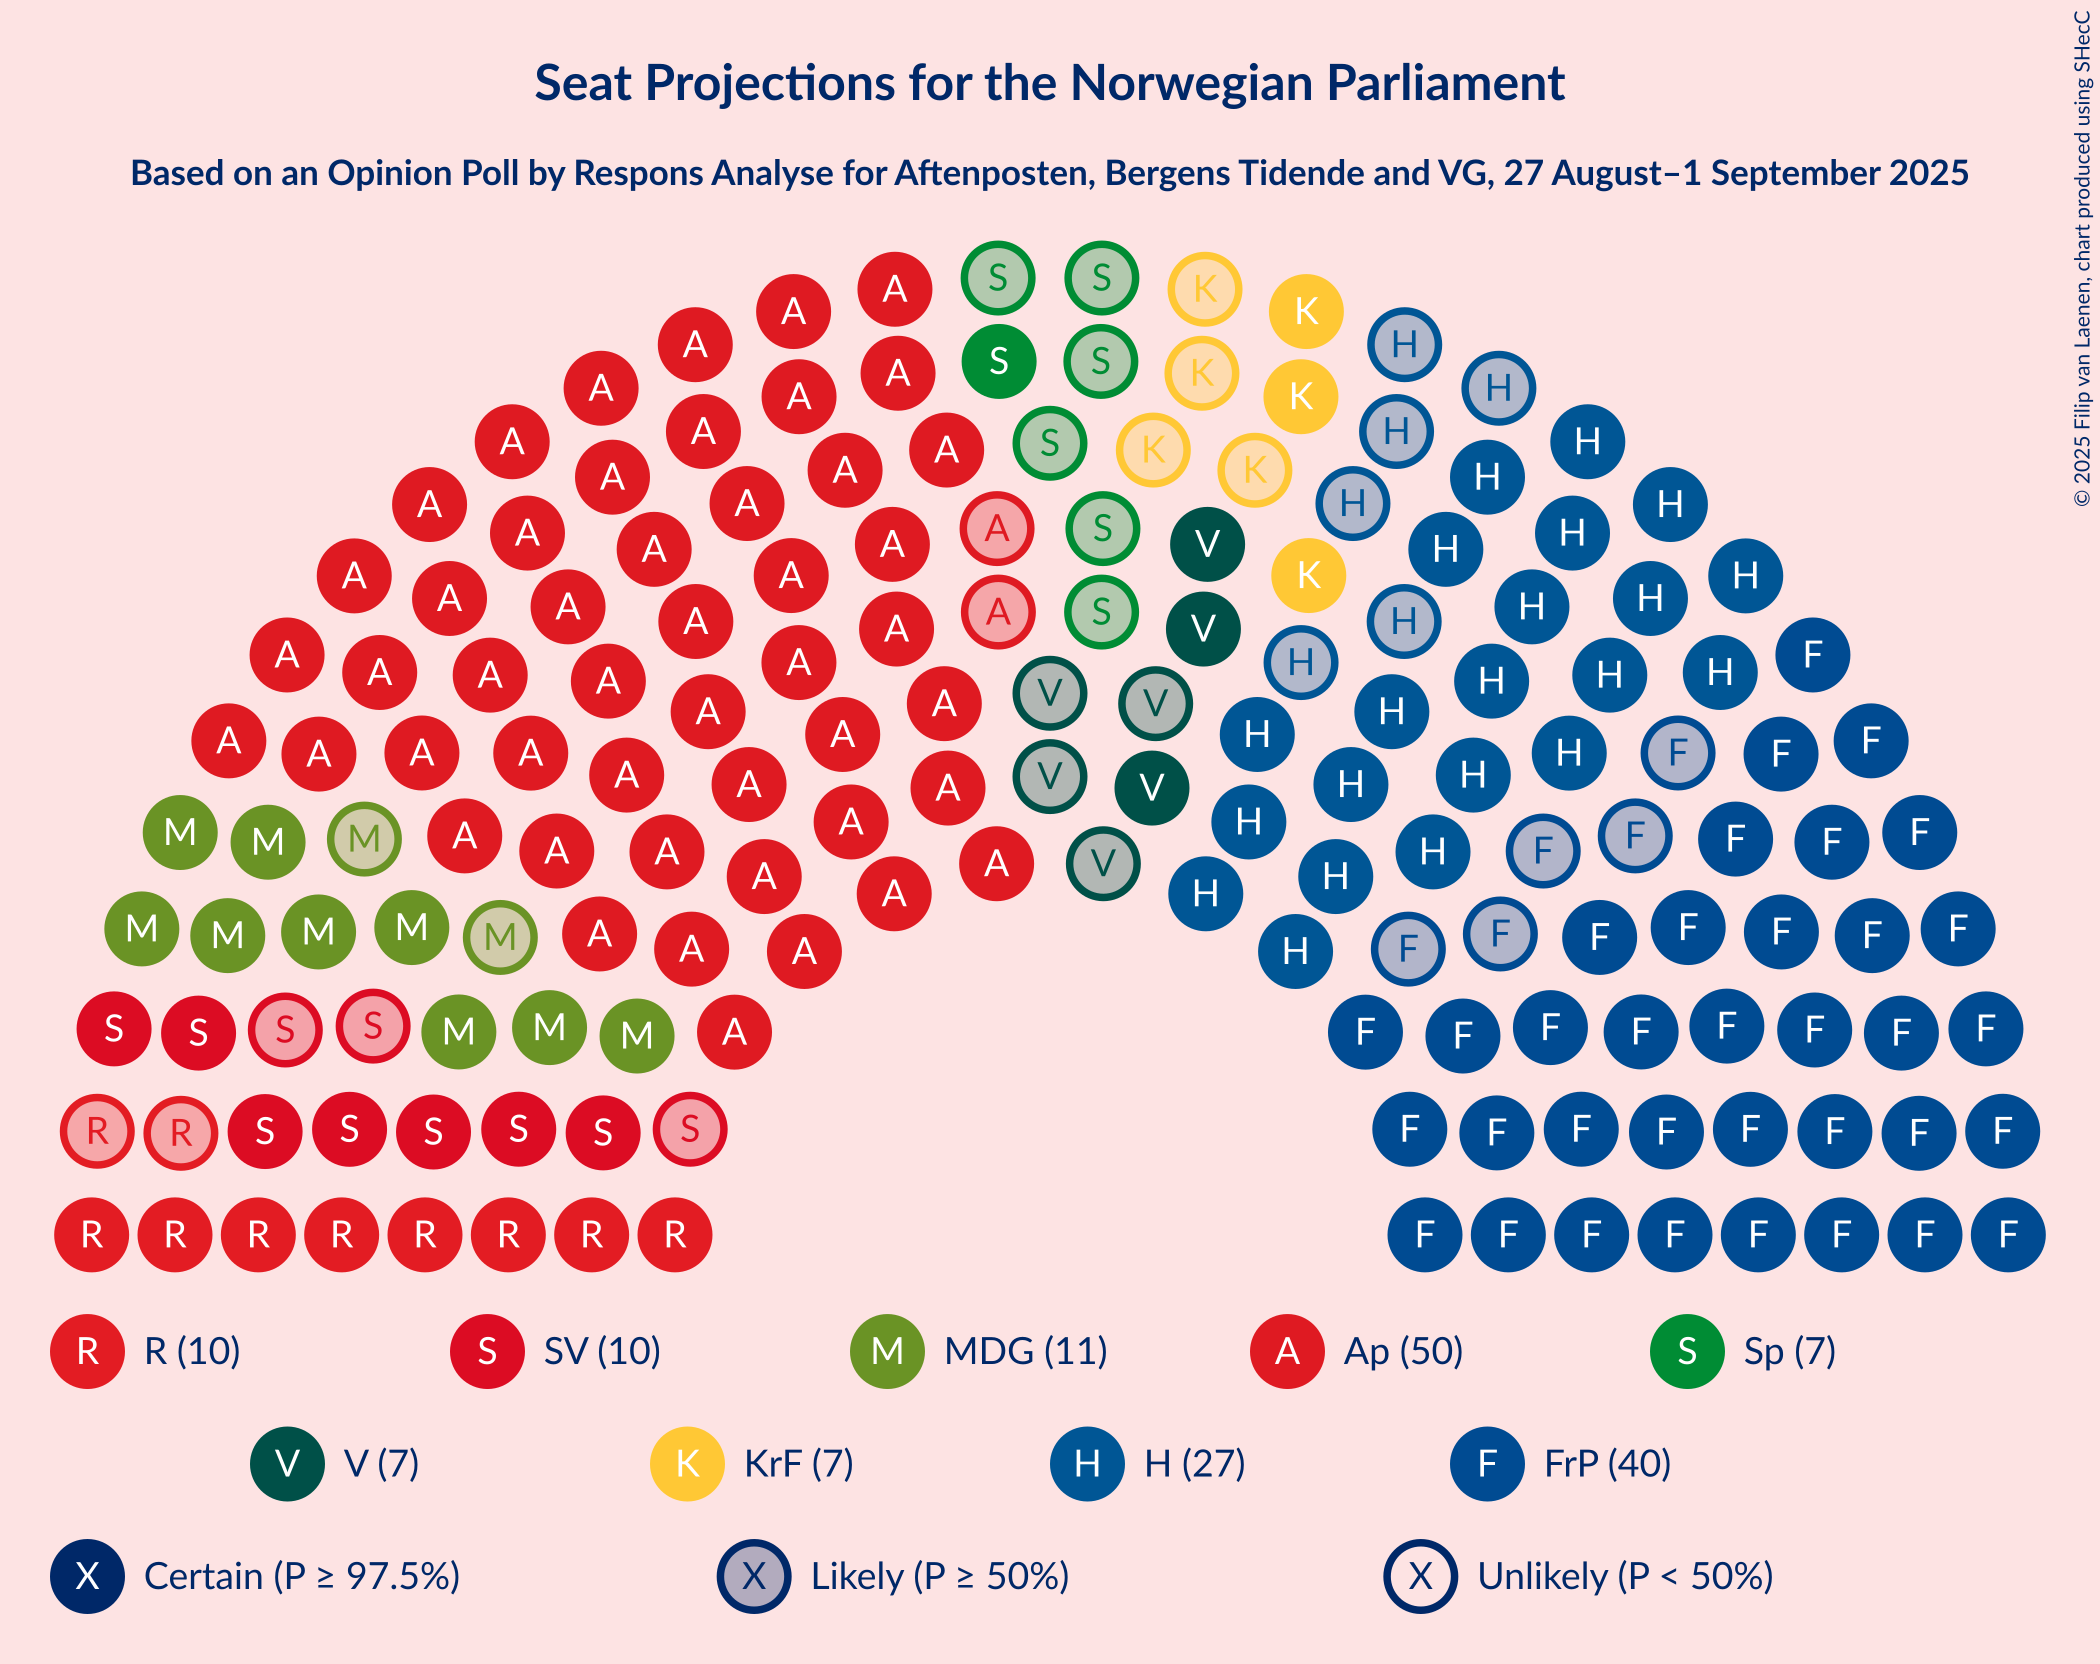 Seat Projections for the Norwegian Parliament
Based on an Opinion Poll by Respons Analyse for Aftenposten, Bergens Tidende and VG, 27 August–1 September 2025
© 2025 Filip van Laenen, chart produced using SHecC
A A S S K K
A A A A S S K K H H
A A A A A S K K H H H
A A A A A A S V H H H H
A A A A A A A S V K H H H H
A A A A A A A V V H H H H H F
A A A A A A A A V V H H H H F F F
M M M A A A A A A A V H H H H F F F F F
M M M M M A A A H F F F F F F F
S S S S M M M A F F F F F F F F
R R S S S S S S F F F F F F F F
R R R R R R R R F F F F F F F F
R R (10) S SV (10) M MDG (11) A Ap (50) S Sp (7)
V V (7) K KrF (7) H H (27) F FrP (40)
X Certain (P ≥ 97.5%) X Likely (P ≥ 50%) X Unlikely (P < 50%)